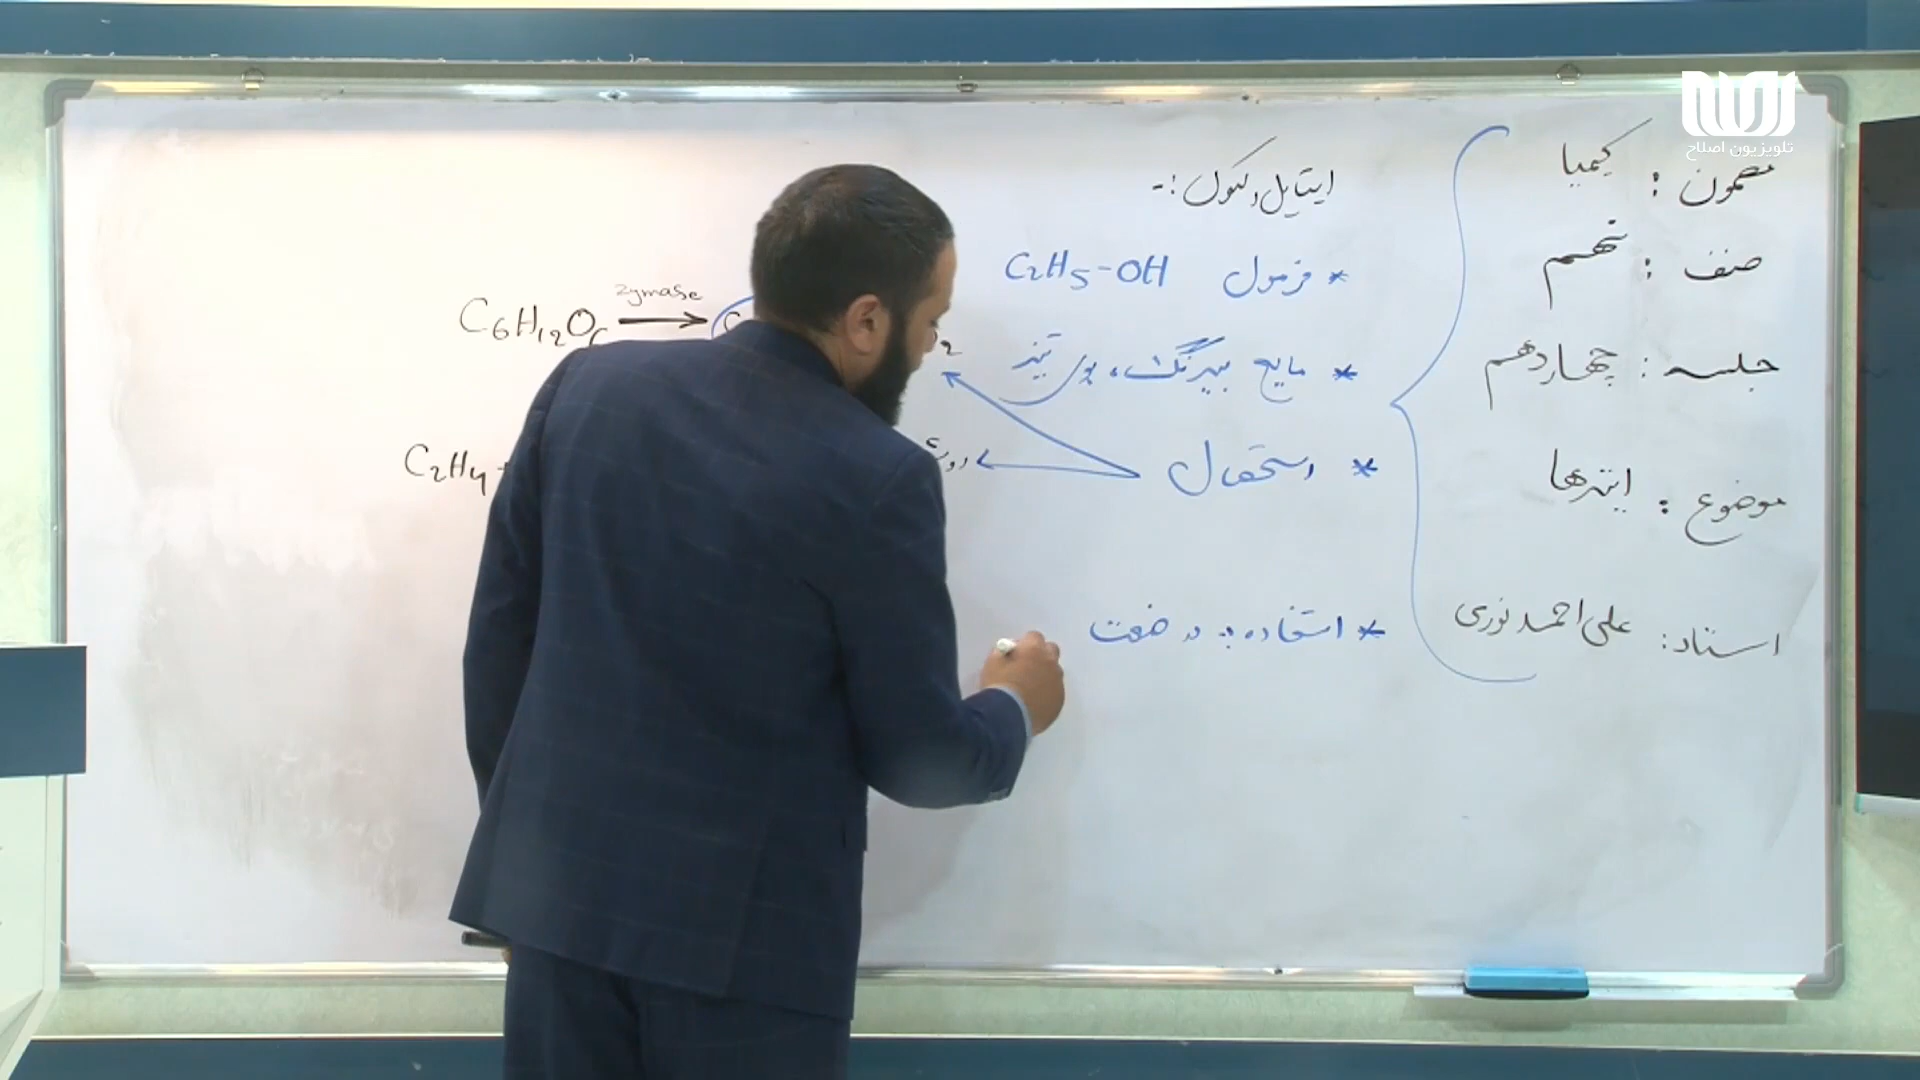 تلویزیون اصلاح
مضمون : کیمیا
صنف : نهم
جلسه : چهاردهم
موضوع : ایترها
استاد : علی احمد نوری
ایتایل الکول :-
* فرمول C2H5-OH
* مایع بیرنگ، بوی تیز
* استحصال
* استفاده : در صنعت
C6H12O6 zymase → C
2
C2H4 +